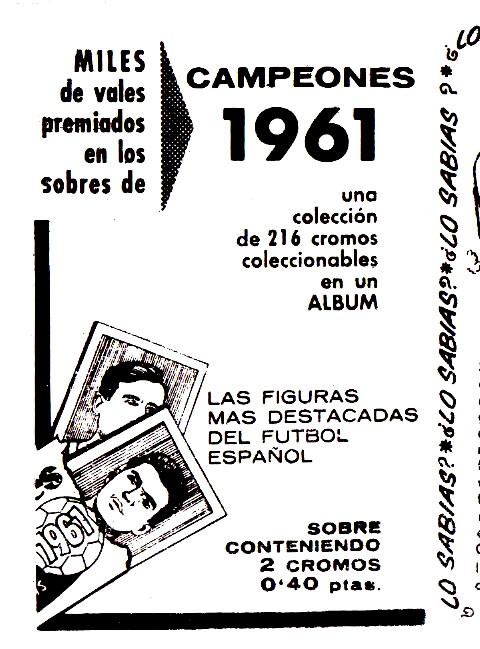 MILES
de vales
premiados
en los
sobres de
CAMPEONES
1961
una
colección
de 216 cromos
coleccionables
en un
ALBUM
LAS FIGURAS
MAS DESTACADAS
DEL FUTBOL
ESPAÑOL
1961
SOBRE
CONTENIENDO
2 CROMOS
0'40 ptas.
LO SABIAS?*¿LO SABIAS?*¿LO SABIAS?*¿LO